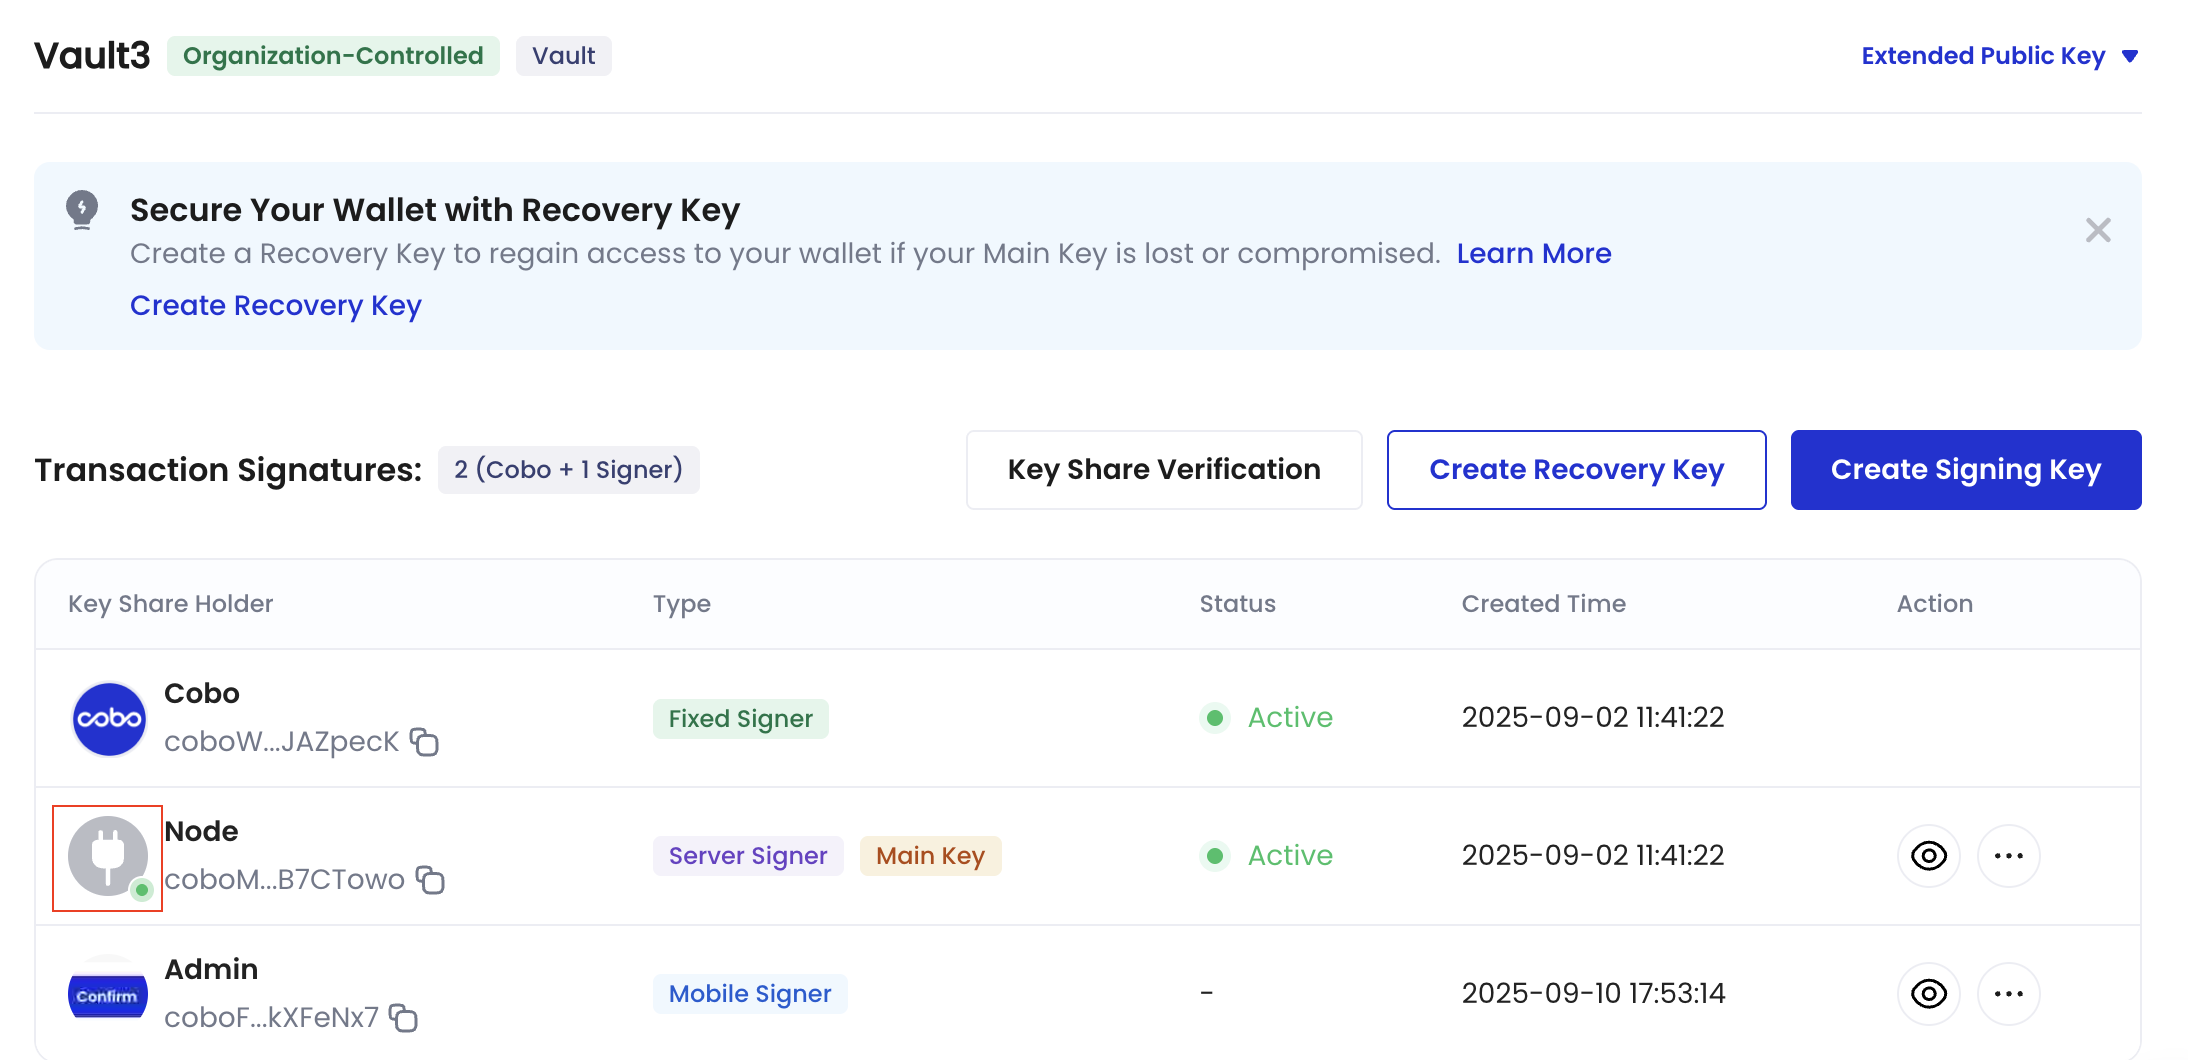 Vault3 Organization-Controlled Vault Extended Public Key
Secure Your Wallet with Recovery Key
Create a Recovery Key to regain access to your wallet if your Main Key is lost or compromised. Learn More
Create Recovery Key
Transaction Signatures: 2 (Cobo + 1 Signer) Key Share Verification Create Recovery Key Create Signing Key
Key Share Holder Type Status Created Time Action
cobo Cobo
coboW...JAZpecK Fixed Signer Active 2025-09-02 11:41:22
Node
coboM...B7CTowo Server Signer Main Key Active 2025-09-02 11:41:22
Confirm Admin
coboF...kXFeNx7 Mobile Signer - 2025-09-10 17:53:14